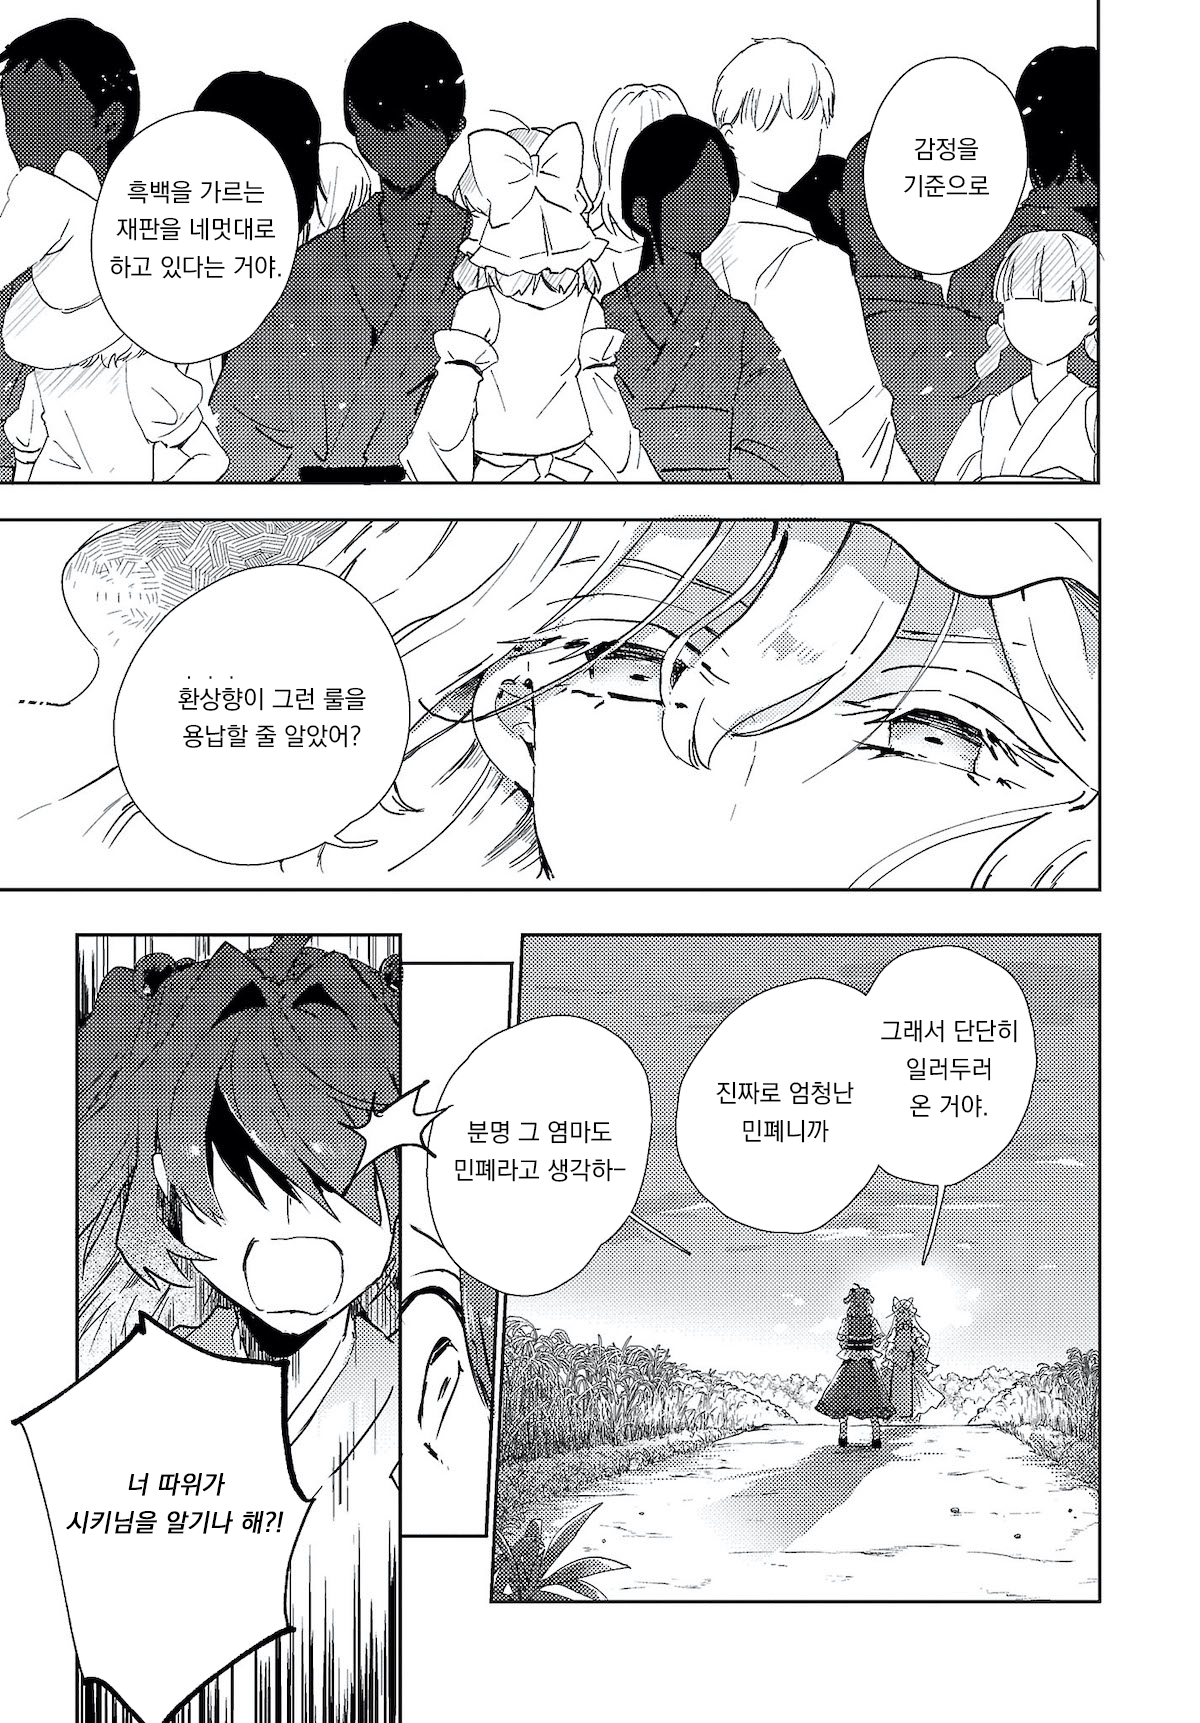 감정을
기준으로
흑백을 가르는
재판을 네멋대로
하고 있다는 거야.
환상향이 그런 룰을
용납할 줄 알았어?
그래서 단단히
일러두러
온 거야.
진짜로 엄청난
민폐니까
분명 그 염마도
민폐라고 생각하–
너 따위가
시키님을 알기나 해?!